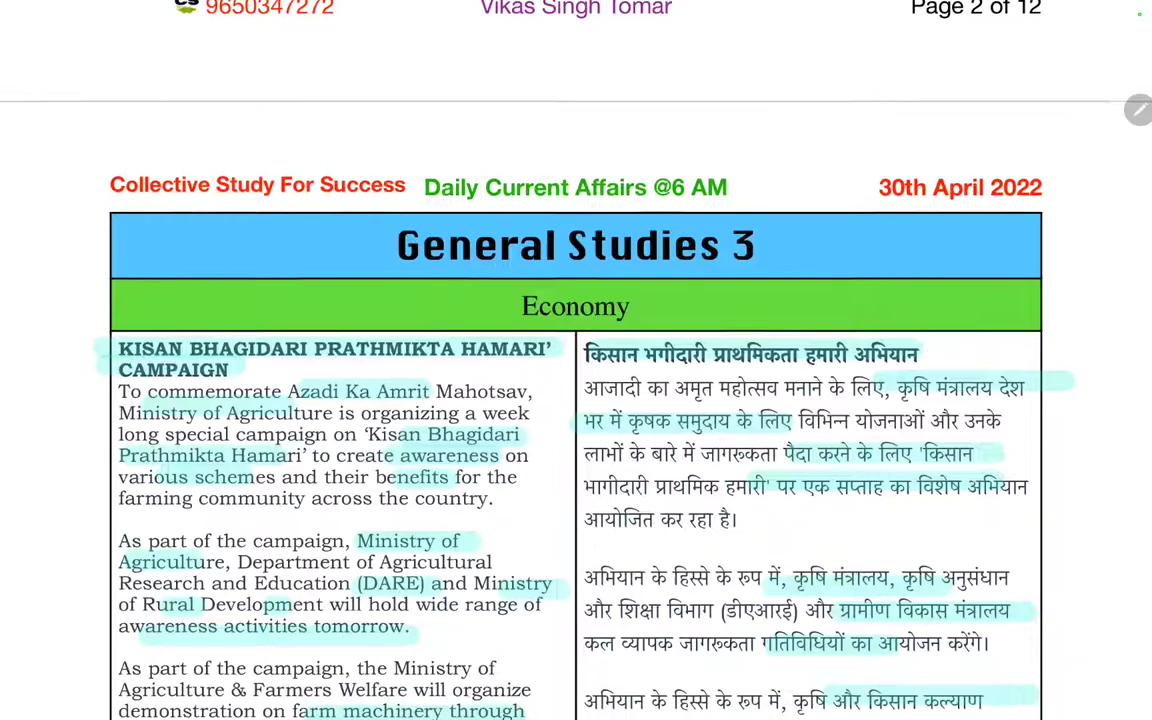 9650347272 Vikas Singh Tomar Page 2 of 12
Collective Study For Success Daily Current Affairs @6 AM 30th April 2022
General Studies 3
Economy
KISAN BHAGIDARI PRATHMIKTA HAMARI’
CAMPAIGN
To commemorate Azadi Ka Amrit Mahotsav,
Ministry of Agriculture is organizing a week
long special campaign on ‘Kisan Bhagidari
Prathmikta Hamari’ to create awareness on
various schemes and their benefits for the
farming community across the country.
As part of the campaign, Ministry of
Agriculture, Department of Agricultural
Research and Education (DARE) and Ministry
of Rural Development will hold wide range of
awareness activities tomorrow.
As part of the campaign, the Ministry of
Agriculture & Farmers Welfare will organize
demonstration on farm machinery through
किसान भगीदारी प्राथमिकता हमारी अभियान
आजादी का अमृत महोत्सव मनाने के लिए, कृषि मंत्रालय देश
भर में कृषक समुदाय के लिए विभिन्न योजनाओं और उनके
लाभों के बारे में जागरूकता पैदा करने के लिए 'किसान
भागीदारी प्राथमिक हमारी' पर एक सप्ताह का विशेष अभियान
आयोजित कर रहा है।
अभियान के हिस्से के रूप में, कृषि मंत्रालय, कृषि अनुसंधान
और शिक्षा विभाग (डीएआरई) और ग्रामीण विकास मंत्रालय
कल व्यापक जागरूकता गतिविधियों का आयोजन करेंगे।
अभियान के हिस्से के रूप में, कृषि और किसान कल्याण